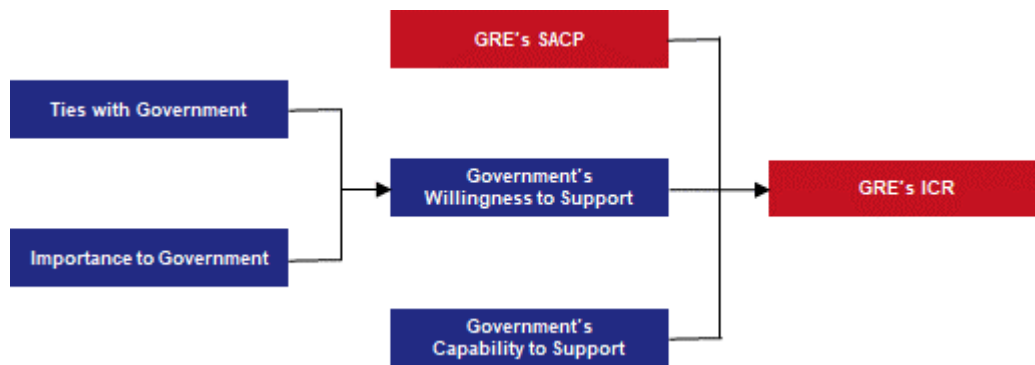 GRE's SACP
Ties with Government
Government's
Willingness to Support
GRE's ICR
Importance to Government
Government's
Capability to Support